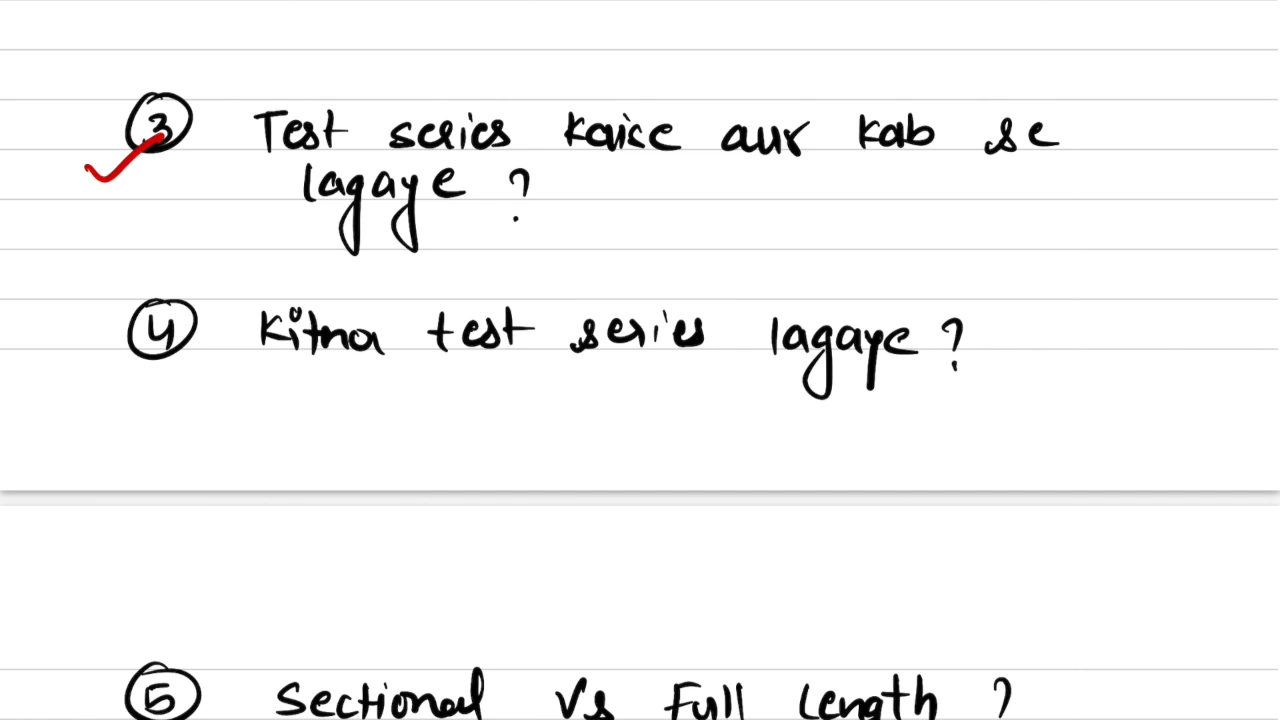 ③ Test series kaise aur kab se
lagaye ?
④ Kitna test series lagaye ?
⑤ Sectional Vs Full Length ?